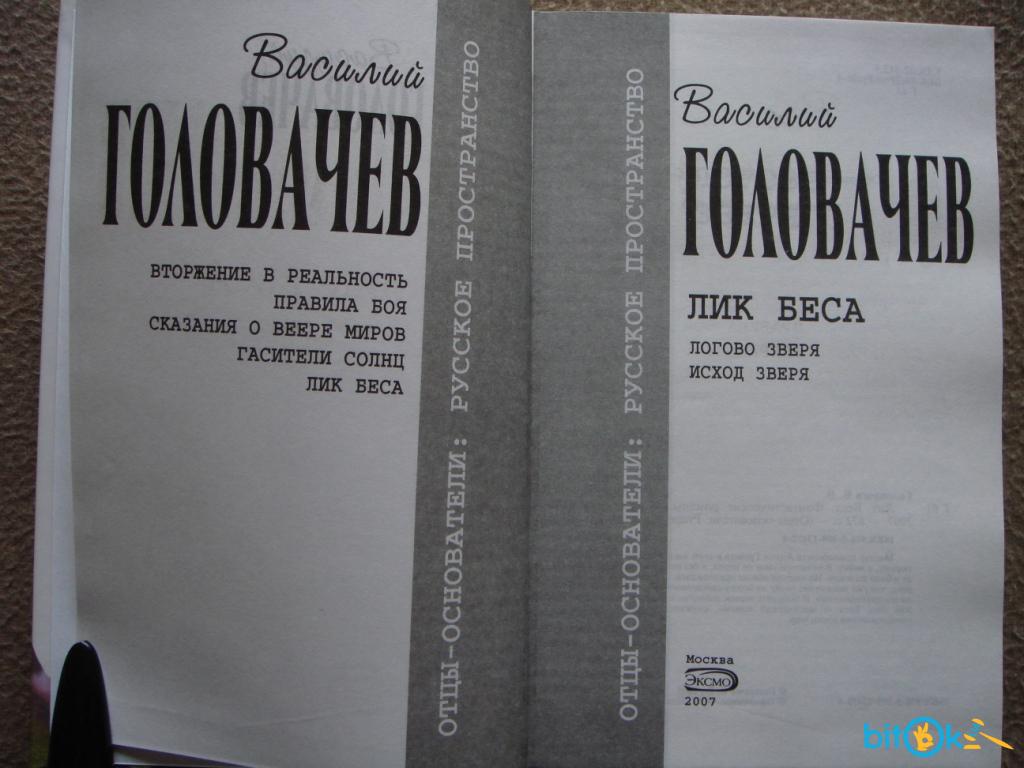 Василий
ГОЛОВАЧЕВ
ВТОРЖЕНИЕ В РЕАЛЬНОСТЬ
ПРАВИЛА БОЯ
СКАЗАНИЯ О ВЕЕРЕ МИРОВ
ГАСИТЕЛИ СОЛНЦ
ЛИК БЕСА
ОТЦЫ-ОСНОВАТЕЛИ: РУССКОЕ ПРОСТРАНСТВО
ОТЦЫ-ОСНОВАТЕЛИ: РУССКОЕ ПРОСТРАНСТВО
Василий
ГОЛОВАЧЕВ
ЛИК БЕСА
ЛОГОВО ЗВЕРЯ
ИСХОД ЗВЕРЯ
Москва
ЭКСМО
2007
bitok